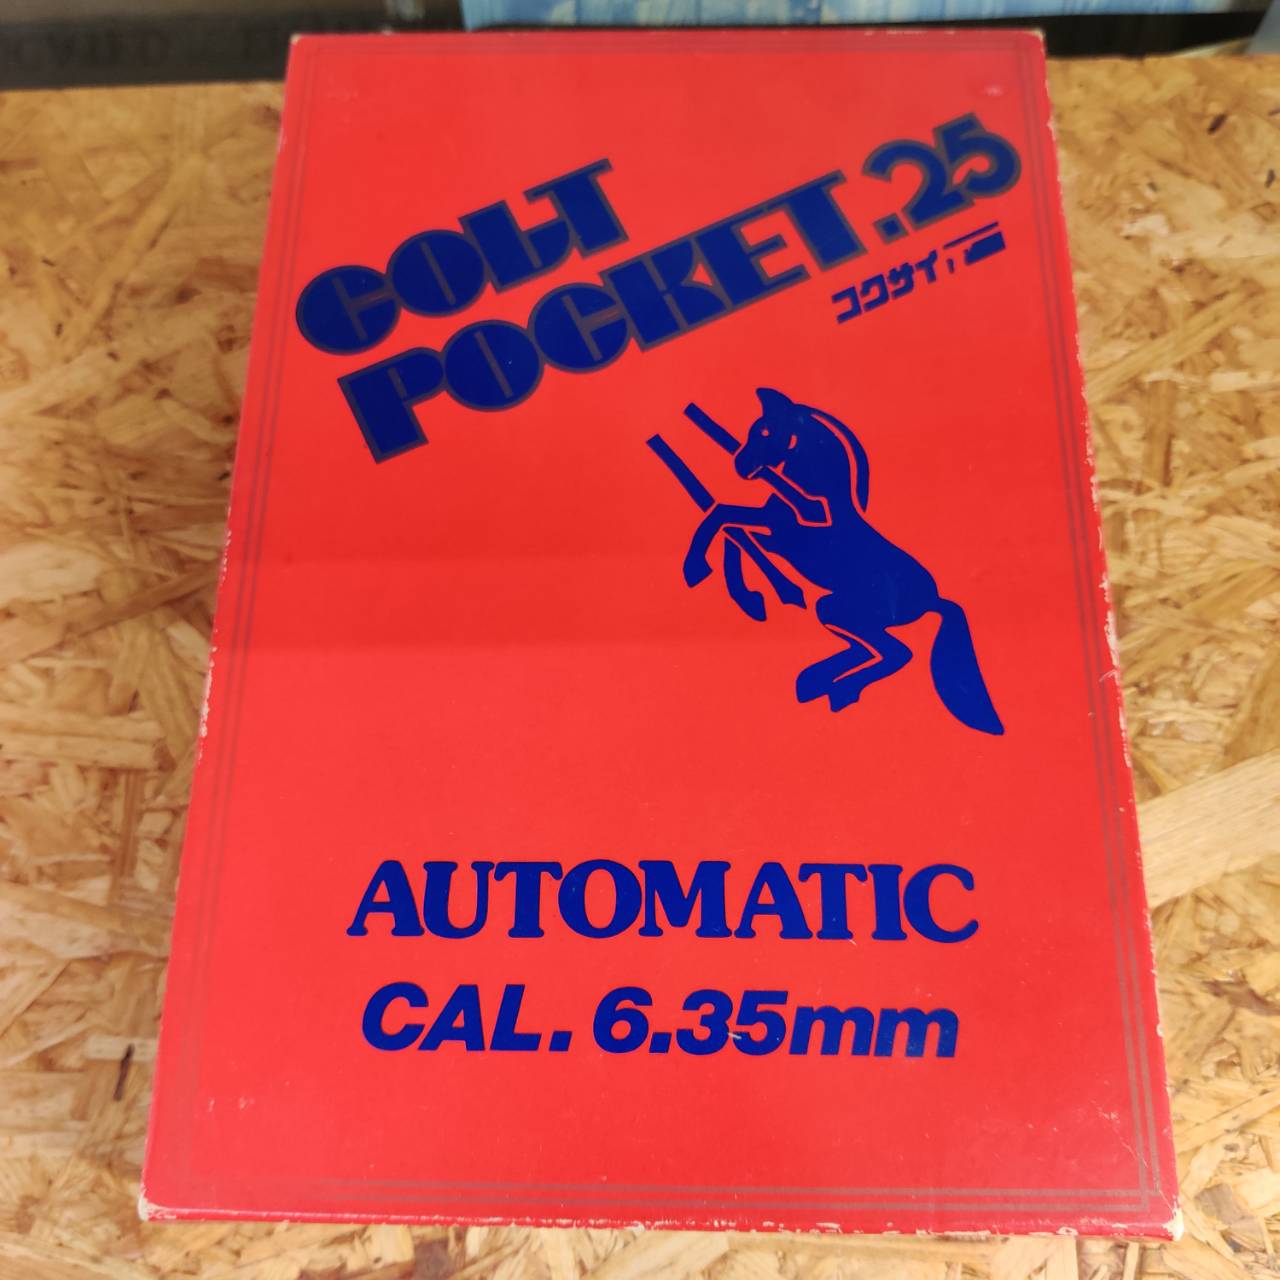 COLT
POCKET.25
コクサイ
AUTOMATIC
CAL. 6.35mm